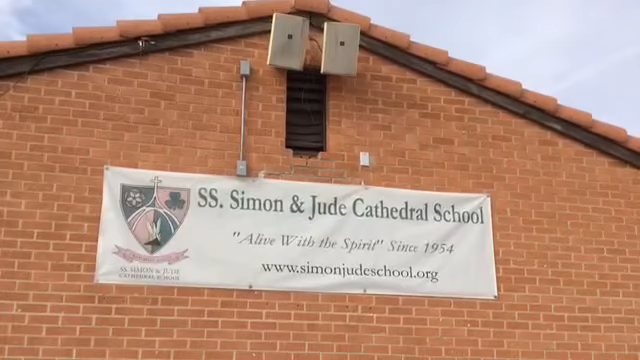 SS. Simon & Jude Cathedral School
"Alive With the Spirit" Since 1954
www.simonjudeschool.org
SS. SIMON & JUDE
CATHEDRAL SCHOOL